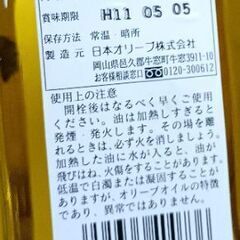 賞味期限 H11 05 05
保存方法 常温・暗所
製造元 日本オリーブ株式会社
岡山県邑久郡牛窓町牛窓3911-10
お客様相談窓口 0120-300612
使用上の注意
開栓後はなるべく早くご使用
ください。油は加熱しすぎると
発煙・発火します。その場を離
れるときは、必ず火を消しましょう。
加熱した油に水が入ると、油が
飛びはね、火傷をすることがあります。
低温で白濁または凝固することが
ありますが、オリーブオイルの特徴
であり、異常ではありません。